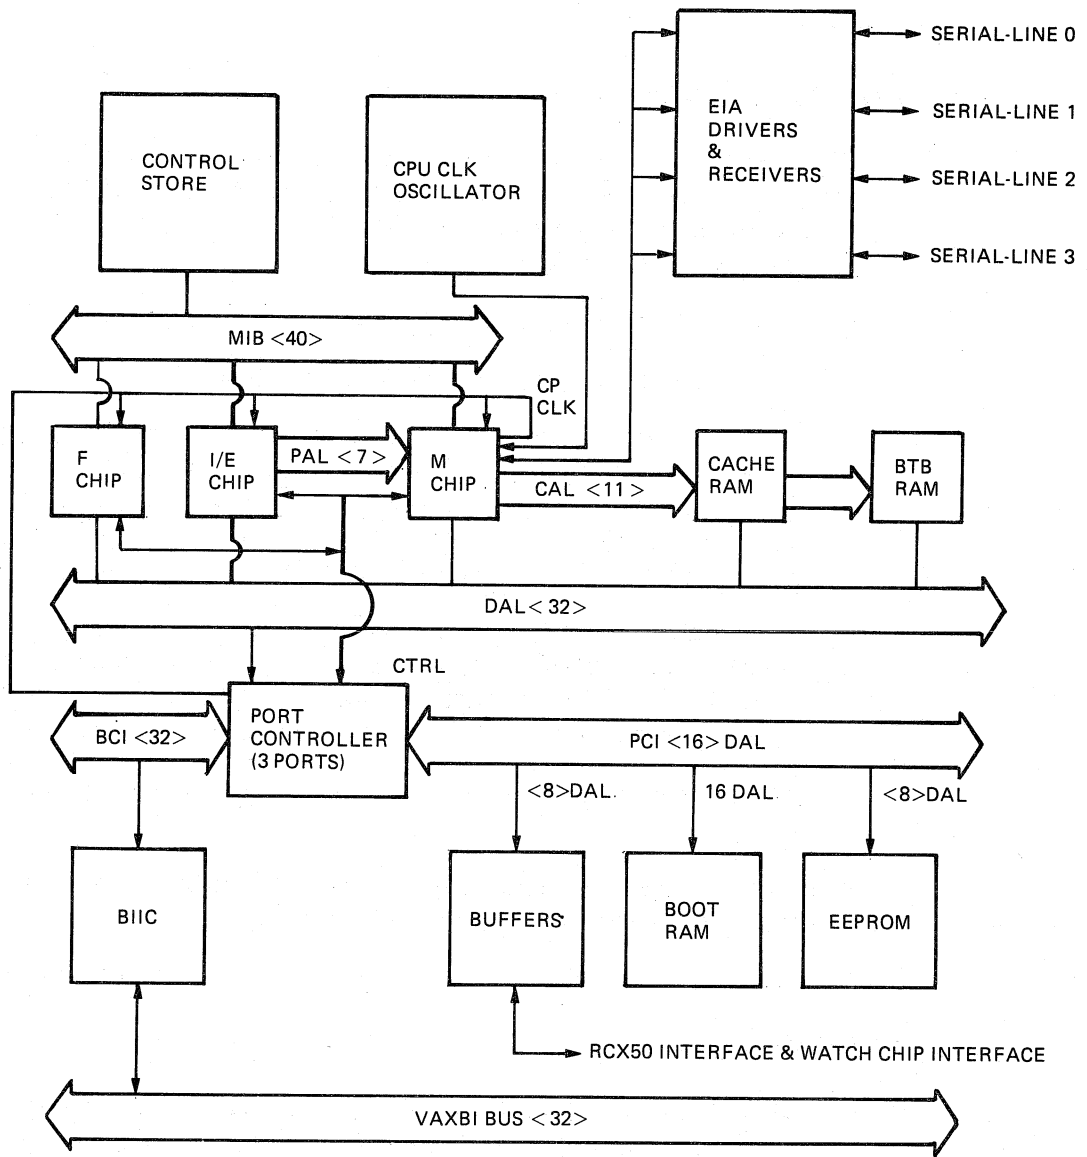 SERIAL-LINE 0
EIA
DRIVERS
&
RECEIVERS
SERIAL-LINE 1
SERIAL-LINE 2
SERIAL-LINE 3
CONTROL
STORE
CPU CLK
OSCILLATOR
MIB <40>
CP
CLK
F
CHIP
I/E
CHIP
PAL <7>
M
CHIP
CAL <11>
CACHE
RAM
BTB
RAM
DAL<32>
CTRL
BCI <32>
PORT
CONTROLLER
(3 PORTS)
PCI <16> DAL
<8>DAL
16 DAL
<8>DAL
BIIC
BUFFERS
BOOT
RAM
EEPROM
RCX50 INTERFACE & WATCH CHIP INTERFACE
VAXBI BUS <32>